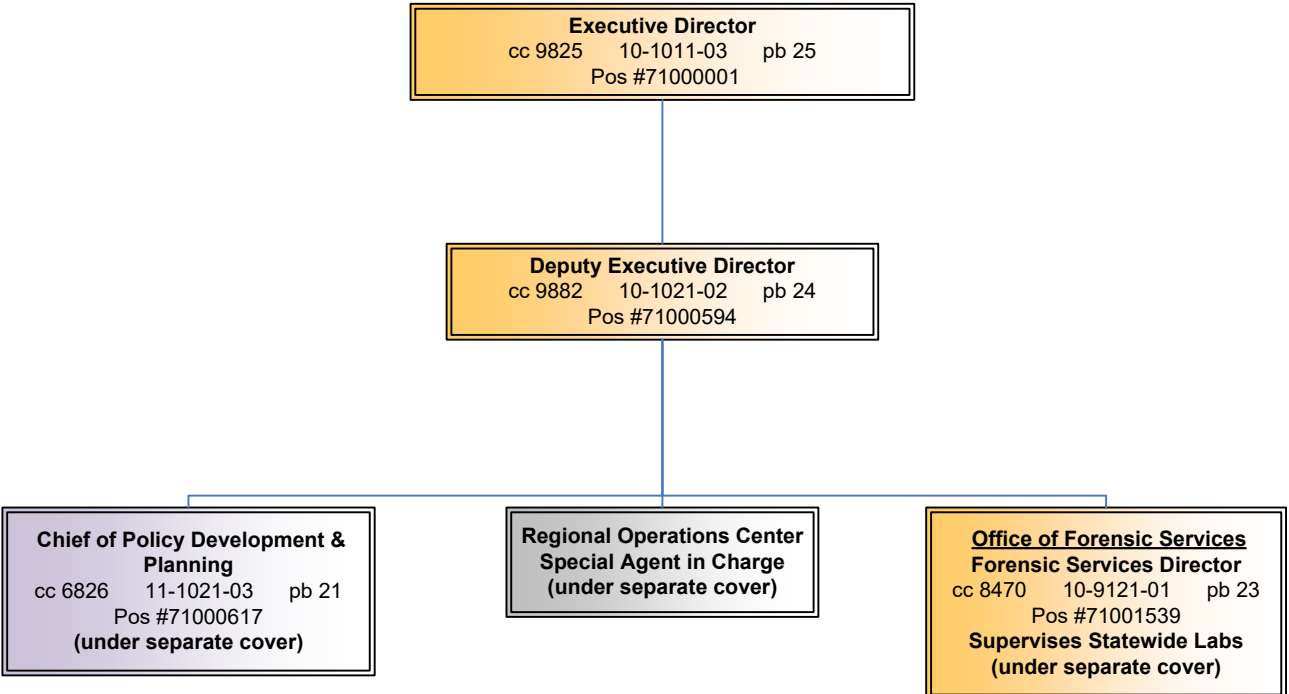 Executive Director
cc 9825 10-1011-03 pb 25
Pos #71000001
Deputy Executive Director
cc 9882 10-1021-02 pb 24
Pos #71000594
Chief of Policy Development &
Planning
cc 6826 11-1021-03 pb 21
Pos #71000617
(under separate cover)
Regional Operations Center
Special Agent in Charge
(under separate cover)
Office of Forensic Services
Forensic Services Director
cc 8470 10-9121-01 pb 23
Pos #71001539
Supervises Statewide Labs
(under separate cover)